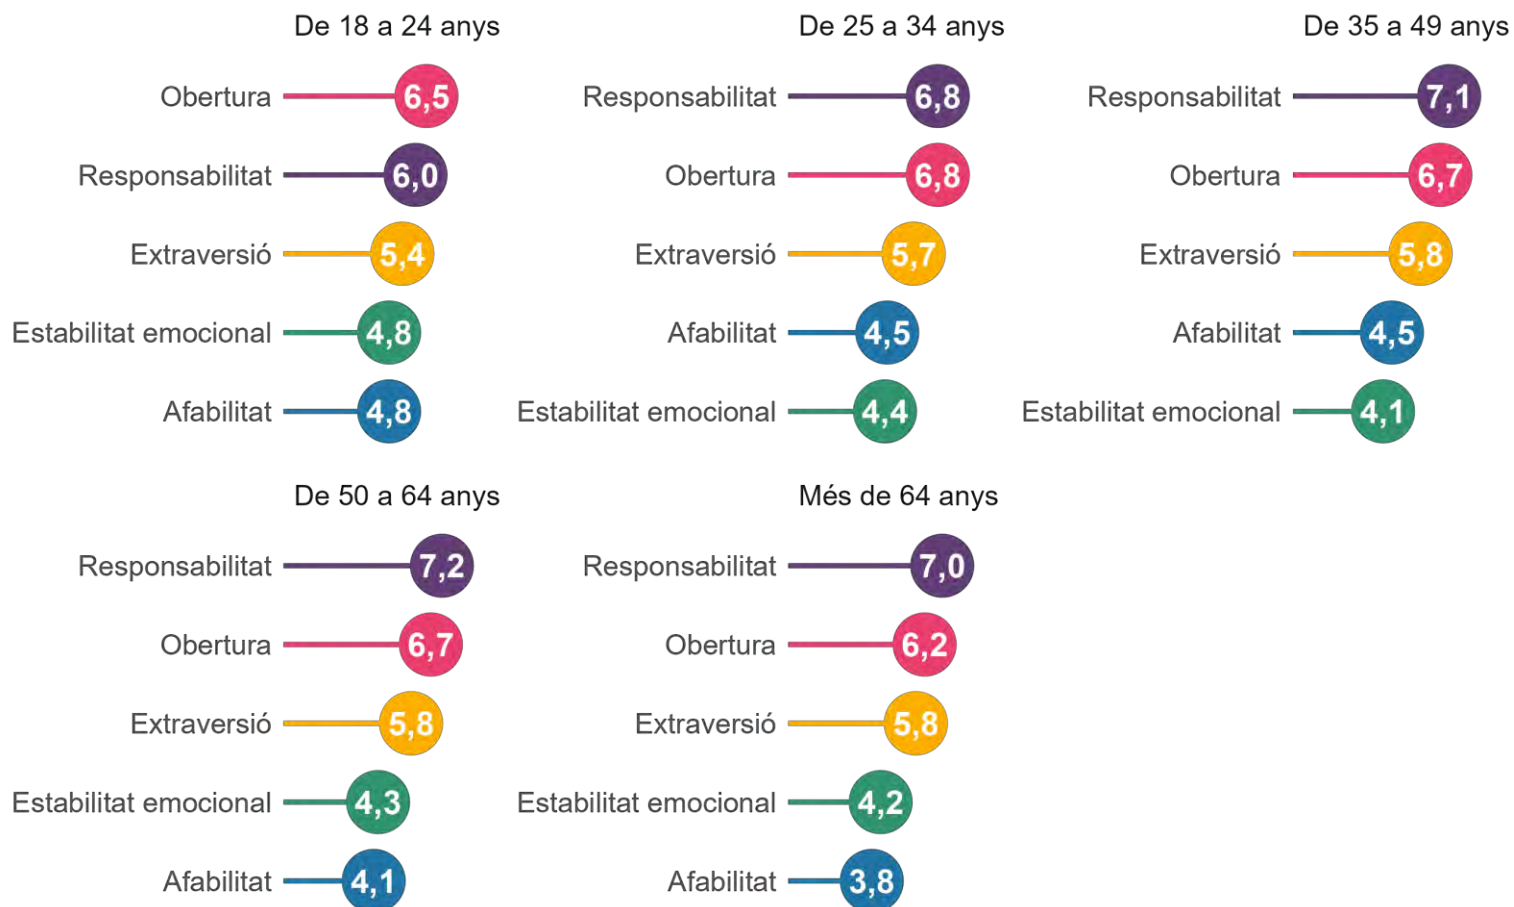 De 18 a 24 anys
Obertura 6,5
Responsabilitat 6,0
Extraversió 5,4
Estabilitat emocional 4,8
Afabilitat 4,8
De 25 a 34 anys
Responsabilitat 6,8
Obertura 6,8
Extraversió 5,7
Afabilitat 4,5
Estabilitat emocional 4,4
De 35 a 49 anys
Responsabilitat 7,1
Obertura 6,7
Extraversió 5,8
Afabilitat 4,5
Estabilitat emocional 4,1
De 50 a 64 anys
Responsabilitat 7,2
Obertura 6,7
Extraversió 5,8
Estabilitat emocional 4,3
Afabilitat 4,1
Més de 64 anys
Responsabilitat 7,0
Obertura 6,2
Extraversió 5,8
Estabilitat emocional 4,2
Afabilitat 3,8